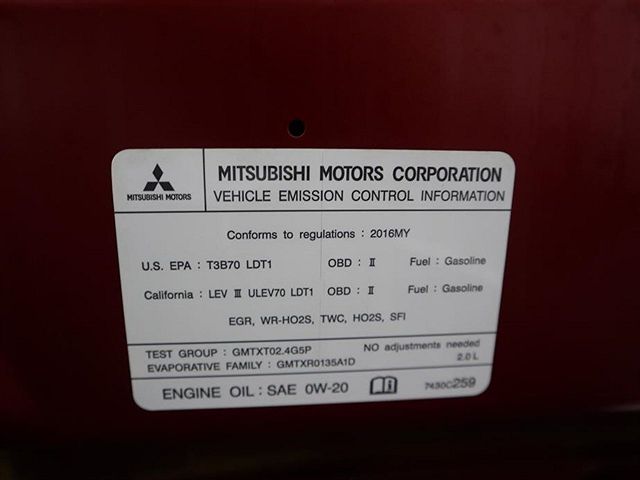 MITSUBISHI MOTORS
MITSUBISHI MOTORS CORPORATION
VEHICLE EMISSION CONTROL INFORMATION
Conforms to regulations : 2016MY
U.S. EPA : T3B70 LDT1 OBD : II Fuel : Gasoline
California : LEV III ULEV70 LDT1 OBD : II Fuel : Gasoline
EGR, WR-HO2S, TWC, HO2S, SFI
TEST GROUP : GMTXT02.4G5P NO adjustments needed
EVAPORATIVE FAMILY : GMTXR0135A1D 2.0 L
ENGINE OIL : SAE 0W-20 7450C259